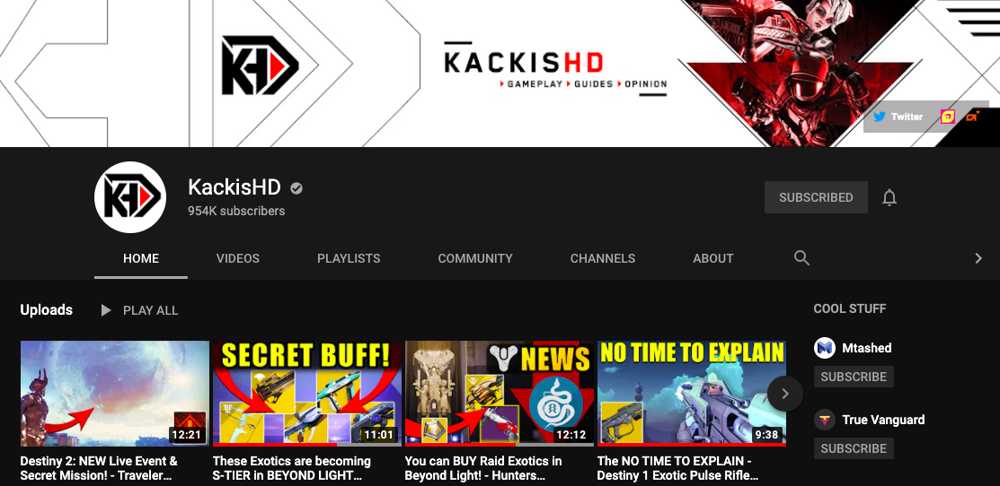 KHD
KACKISHD
GAMEPLAY GUIDES OPINION
Twitter
KHD
KackisHD
954K subscribers
SUBSCRIBED
HOME VIDEOS PLAYLISTS COMMUNITY CHANNELS ABOUT
Uploads PLAY ALL
COOL STUFF
SECRET BUFF!
NEWS
NO TIME TO EXPLAIN
12:21
11:01
12:12
9:38
Destiny 2: NEW Live Event &
Secret Mission! - Traveler...
These Exotics are becoming
S-TIER in BEYOND LIGHT...
You can BUY Raid Exotics in
Beyond Light! - Hunters...
The NO TIME TO EXPLAIN -
Destiny 1 Exotic Pulse Rifle...
Mtashed
SUBSCRIBE
True Vanguard
SUBSCRIBE